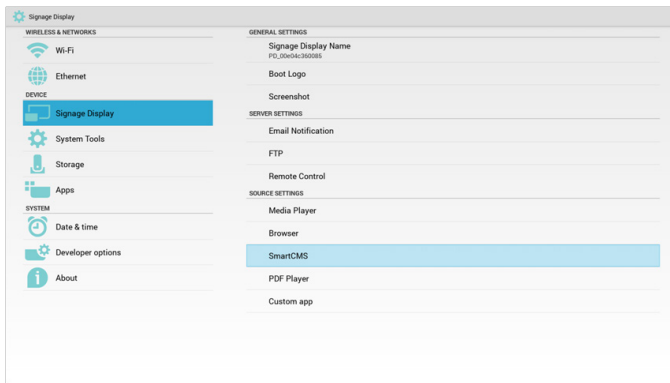 Signage Display
WIRELESS & NETWORKS
Wi-Fi
Ethernet
DEVICE
Signage Display
System Tools
Storage
Apps
SYSTEM
Date & time
Developer options
About
GENERAL SETTINGS
Signage Display Name
PD_00e04c360085
Boot Logo
Screenshot
SERVER SETTINGS
Email Notification
FTP
Remote Control
SOURCE SETTINGS
Media Player
Browser
SmartCMS
PDF Player
Custom app